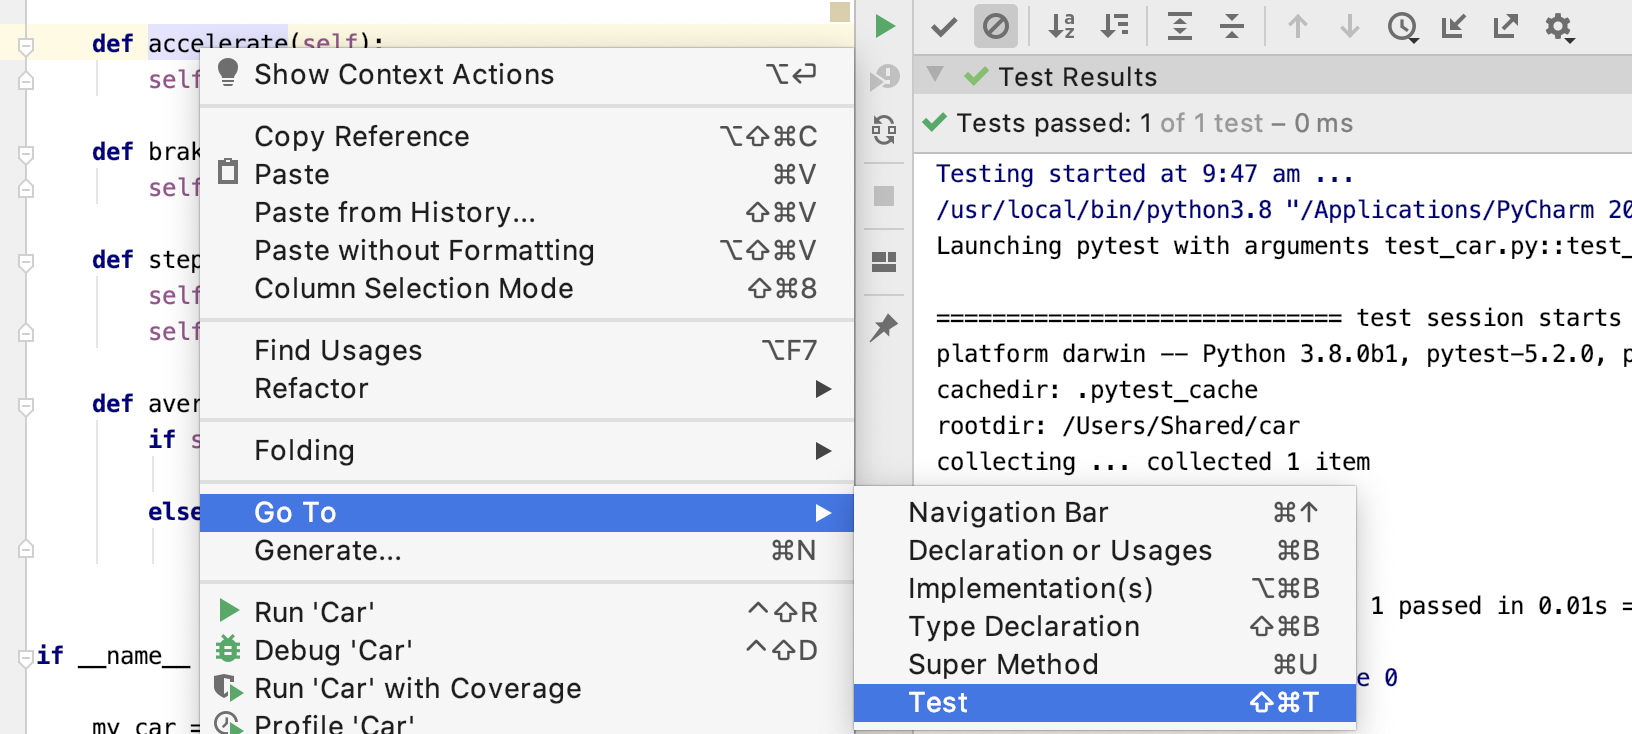 def accelerate(self):
self
def brak
self
def step
self
self
def aver
if s
else
if __name__
my_car =
Show Context Actions ⌥↩
Copy Reference ⌥⇧⌘C
Paste ⌘V
Paste from History... ⇧⌘V
Paste without Formatting ⌥⇧⌘V
Column Selection Mode ⇧⌘8
Find Usages ⌥F7
Refactor
Folding
Go To
Generate... ⌘N
Run 'Car' ⌃⇧R
Debug 'Car' ⌃⇧D
Run 'Car' with Coverage
Profile 'Car'
Navigation Bar ⌘↑
Declaration or Usages ⌘B
Implementation(s) ⌥⌘B
Type Declaration ⇧⌘B
Super Method ⌘U
Test ⇧⌘T
Test Results
Tests passed: 1 of 1 test – 0 ms
Testing started at 9:47 am ...
/usr/local/bin/python3.8 "/Applications/PyCharm 20
Launching pytest with arguments test_car.py::test_
============================= test session starts
platform darwin -- Python 3.8.0b1, pytest-5.2.0, p
cachedir: .pytest_cache
rootdir: /Users/Shared/car
collecting ... collected 1 item
1 passed in 0.01s =
e 0